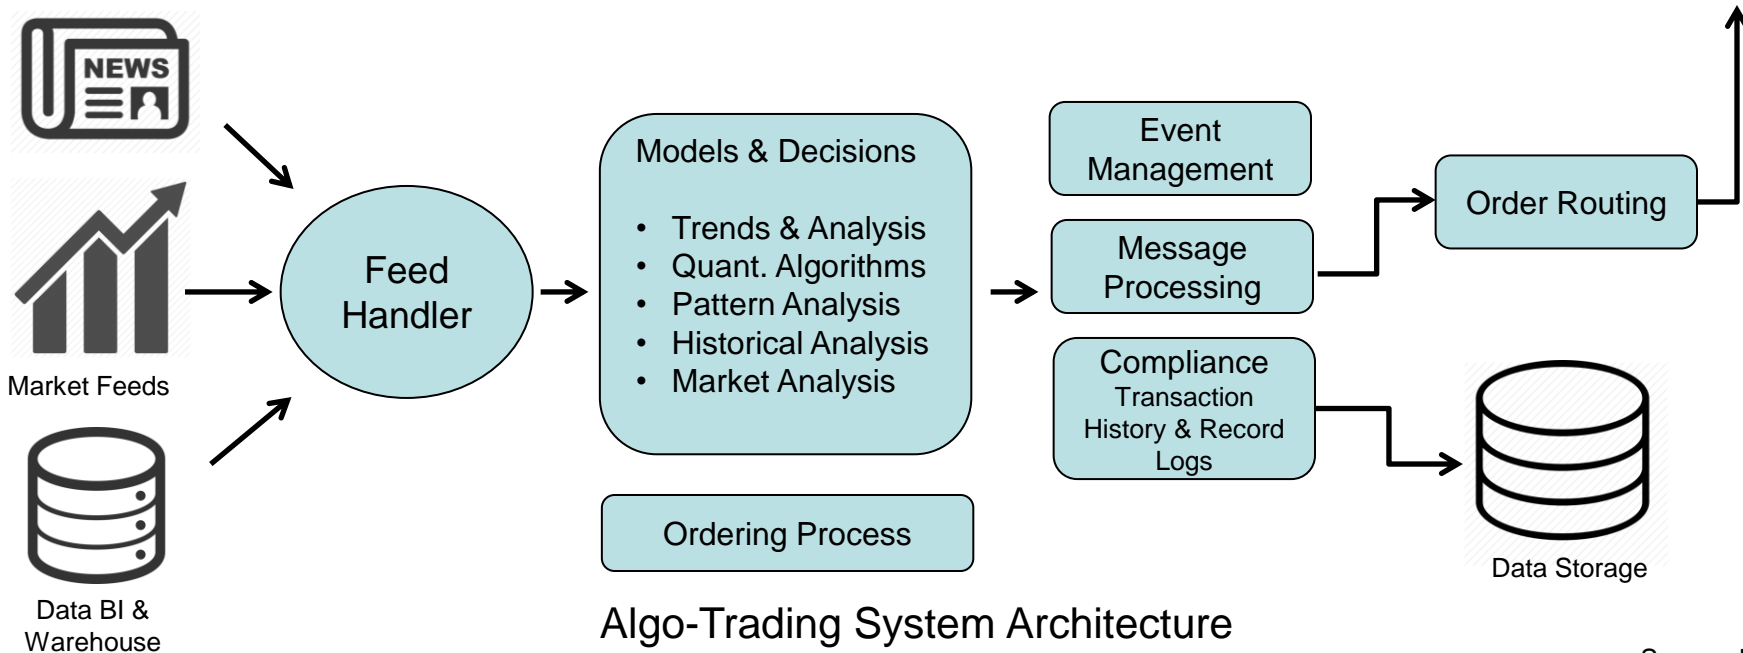 NEWS
Market Feeds
Data BI &
Warehouse
Feed
Handler
Models & Decisions
• Trends & Analysis
• Quant. Algorithms
• Pattern Analysis
• Historical Analysis
• Market Analysis
Ordering Process
Event
Management
Message
Processing
Compliance
Transaction
History & Record
Logs
Order Routing
Data Storage
Algo-Trading System Architecture